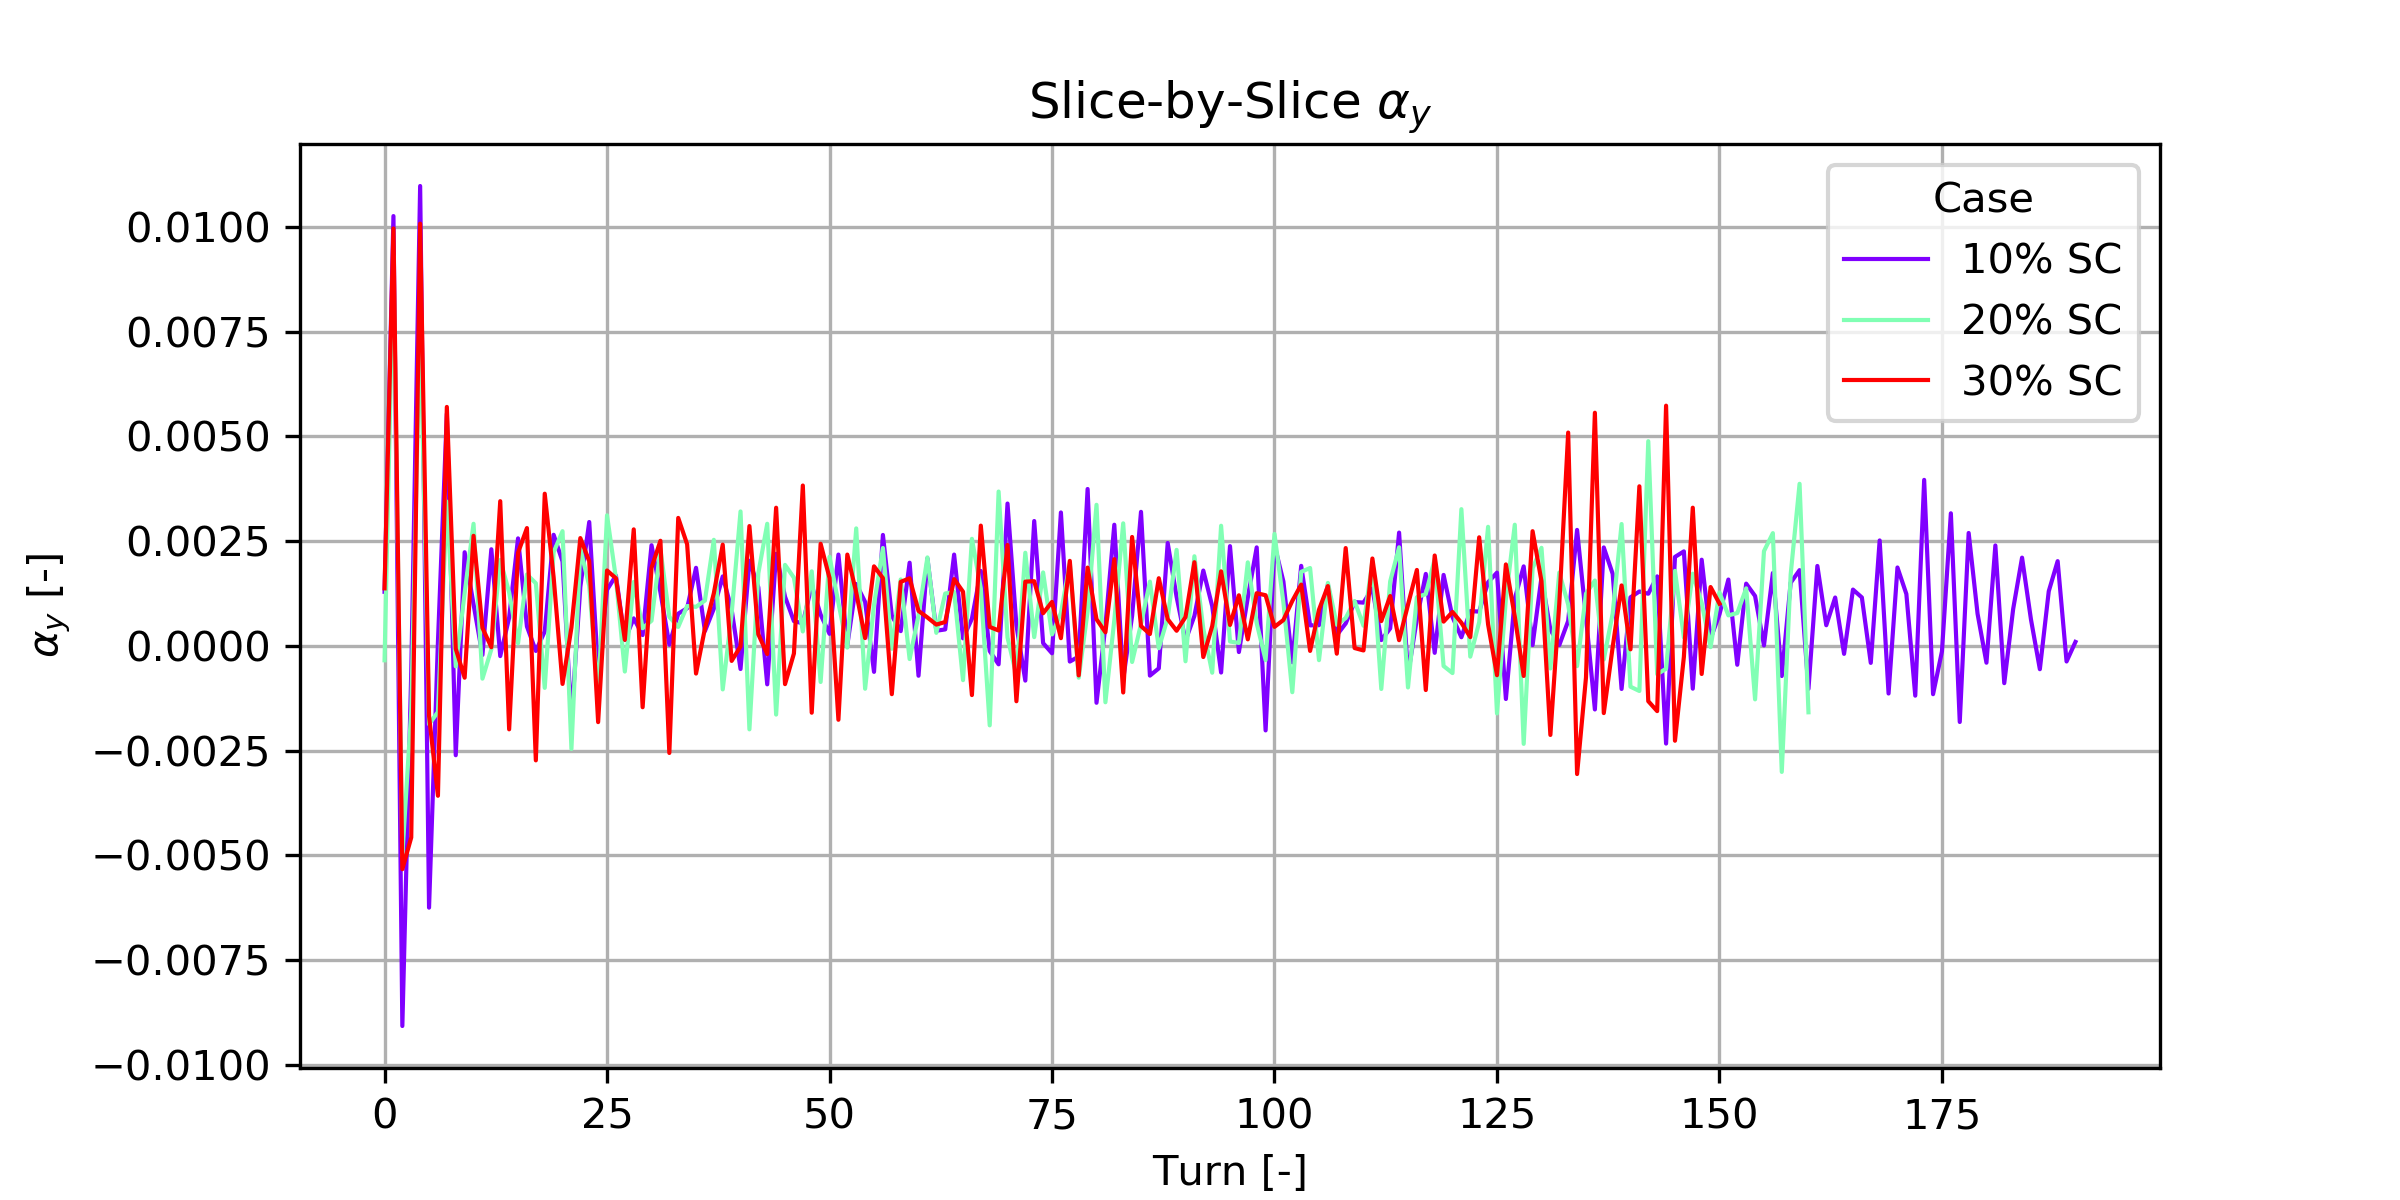 Slice-by-Slice αy
αy [-]
0.0100
0.0075
0.0050
0.0025
0.0000
−0.0025
−0.0050
−0.0075
−0.0100
Case
10% SC
20% SC
30% SC
0 25 50 75 100 125 150 175
Turn [-]